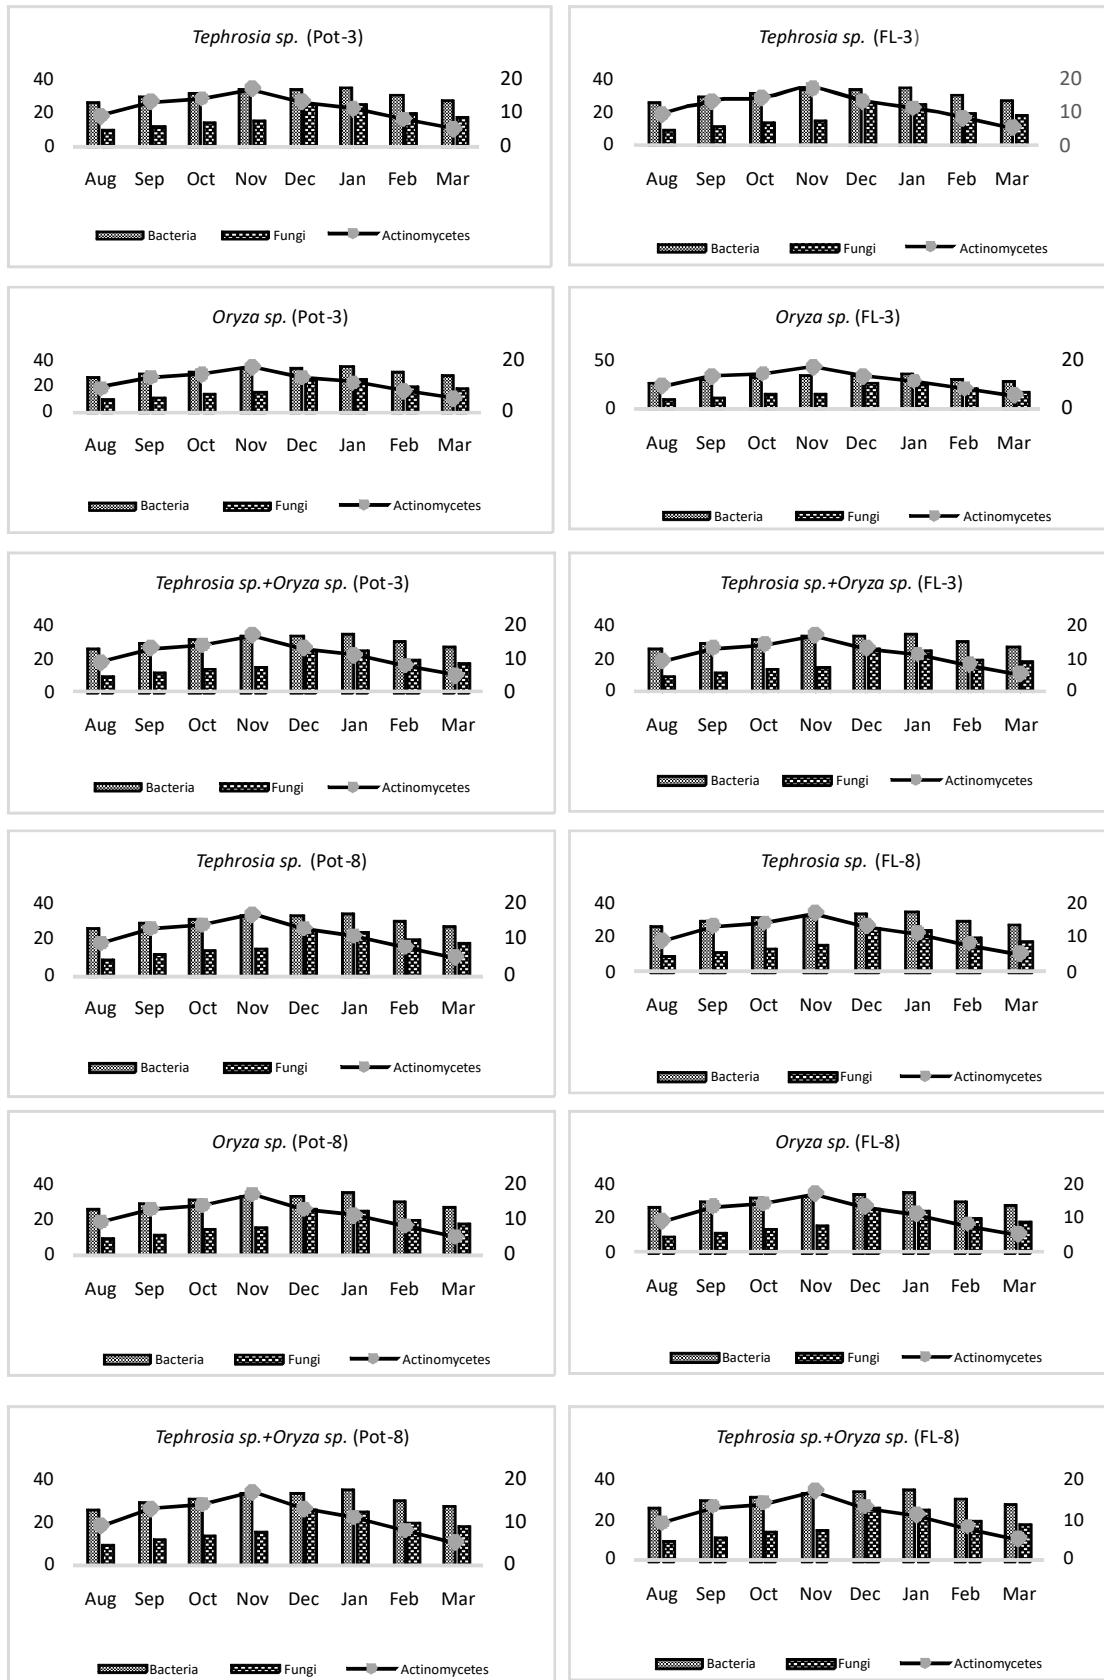 Tephrosia sp. (Pot-3)
40
20
0
20
10
0
Aug Sep Oct Nov Dec Jan Feb Mar
Bacteria Fungi Actinomycetes
Tephrosia sp. (FL-3)
40
20
0
20
10
0
Aug Sep Oct Nov Dec Jan Feb Mar
Bacteria Fungi Actinomycetes
Oryza sp. (Pot-3)
40
20
0
20
0
Aug Sep Oct Nov Dec Jan Feb Mar
Bacteria Fungi Actinomycetes
Oryza sp. (FL-3)
50
0
20
0
Aug Sep Oct Nov Dec Jan Feb Mar
Bacteria Fungi Actinomycetes
Tephrosia sp.+Oryza sp. (Pot-3)
40
20
0
20
10
0
Aug Sep Oct Nov Dec Jan Feb Mar
Bacteria Fungi Actinomycetes
Tephrosia sp.+Oryza sp. (FL-3)
40
20
0
20
10
0
Aug Sep Oct Nov Dec Jan Feb Mar
Bacteria Fungi Actinomycetes
Tephrosia sp. (Pot-8)
40
20
0
20
10
0
Aug Sep Oct Nov Dec Jan Feb Mar
Bacteria Fungi Actinomycetes
Tephrosia sp. (FL-8)
40
20
0
20
10
0
Aug Sep Oct Nov Dec Jan Feb Mar
Bacteria Fungi Actinomycetes
Oryza sp. (Pot-8)
40
20
0
20
10
0
Aug Sep Oct Nov Dec Jan Feb Mar
Bacteria Fungi Actinomycetes
Oryza sp. (FL-8)
40
20
0
20
10
0
Aug Sep Oct Nov Dec Jan Feb Mar
Bacteria Fungi Actinomycetes
Tephrosia sp.+Oryza sp. (Pot-8)
40
20
0
20
10
0
Aug Sep Oct Nov Dec Jan Feb Mar
Bacteria Fungi Actinomycetes
Tephrosia sp.+Oryza sp. (FL-8)
40
20
0
20
10
0
Aug Sep Oct Nov Dec Jan Feb Mar
Bacteria Fungi Actinomycetes